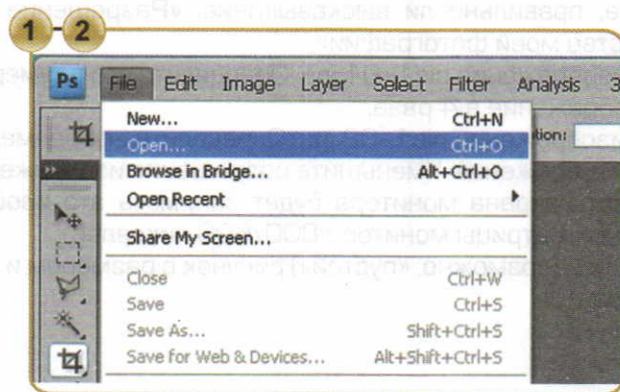 1 - 2
Ps File Edit Image Layer Select Filter Analysis 3
New... Ctrl+N
tion:
Open... Ctrl+O
Browse in Bridge... Alt+Ctrl+O
Open Recent
Share My Screen...
Close Ctrl+W
Save Ctrl+S
Save As... Shift+Ctrl+S
Save for Web & Devices... Alt+Shift+Ctrl+S